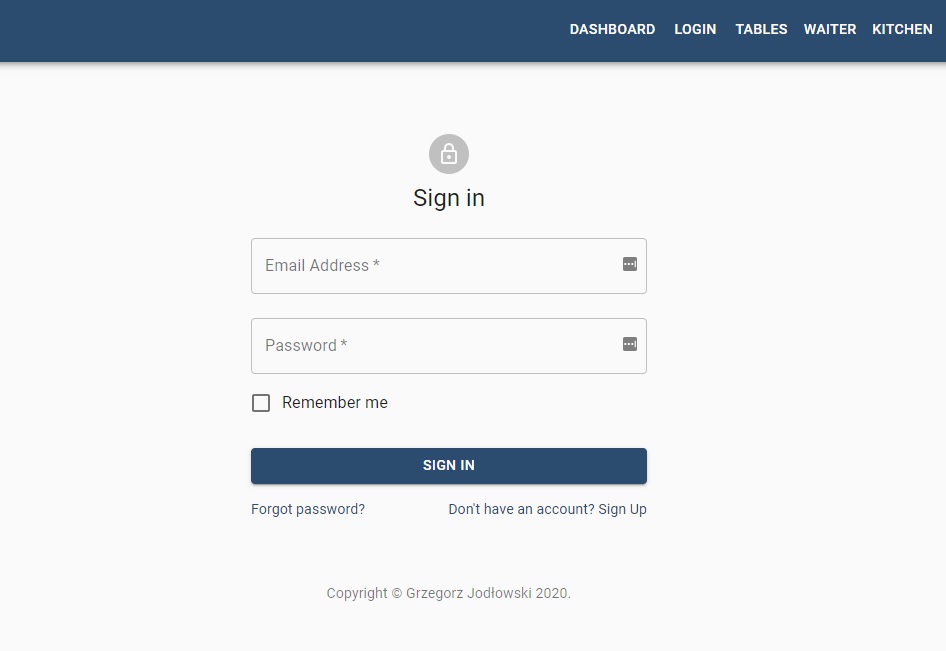 DASHBOARD LOGIN TABLES WAITER KITCHEN
Sign in
Email Address *
Password *
Remember me
SIGN IN
Forgot password? Don't have an account? Sign Up
Copyright © Grzegorz Jodłowski 2020.